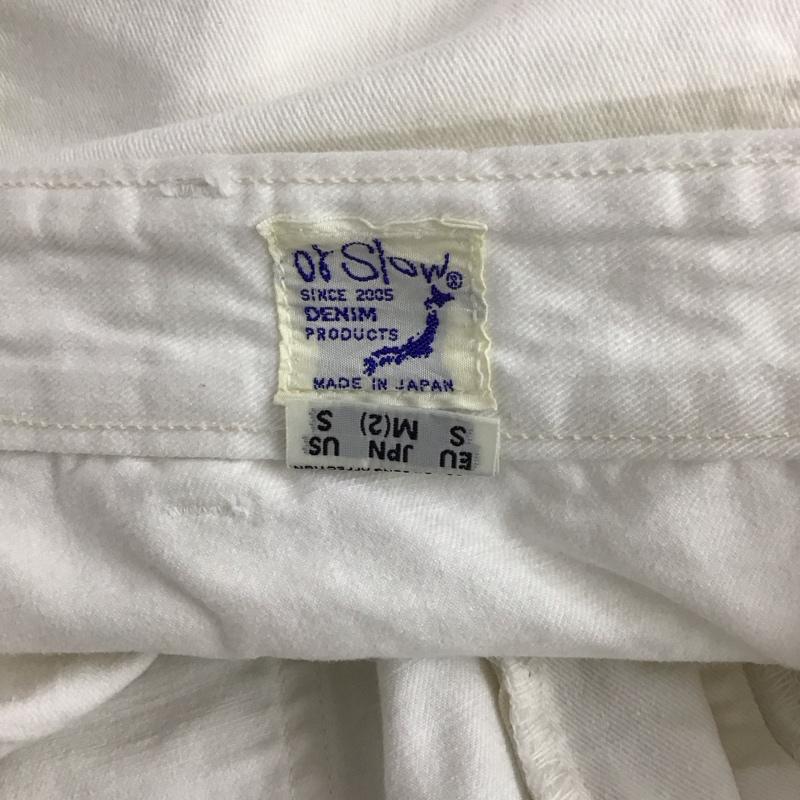 or Slow®
SINCE 2005
DENIM
PRODUCTS
MADE IN JAPAN
EU JPN US
S M(2) S